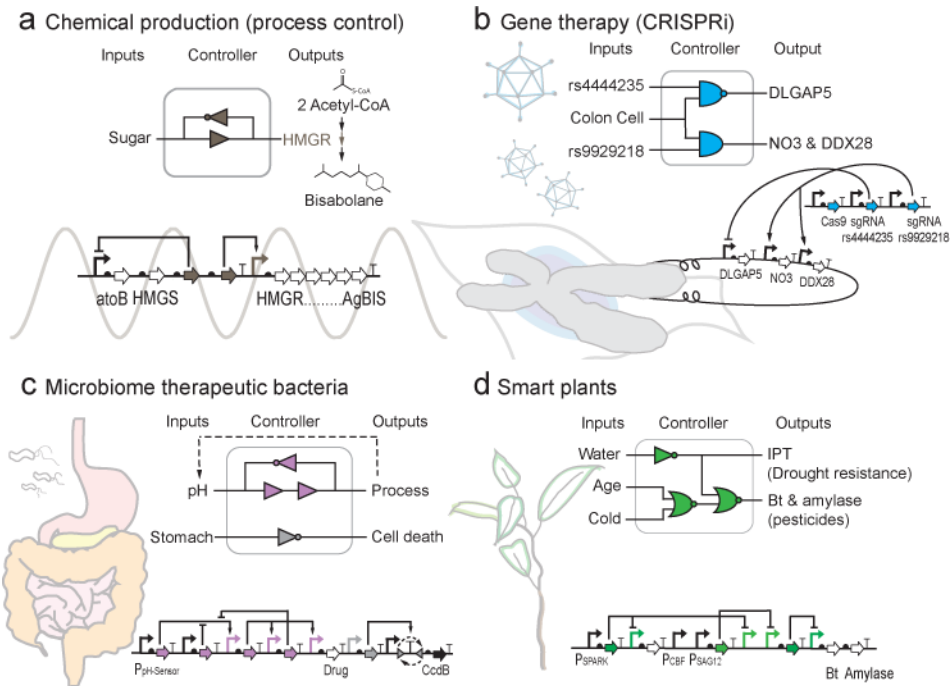 a Chemical production (process control)
Inputs Controller Outputs
O
S-CoA
2 Acetyl-CoA
Sugar
HMGR
Bisabolane
atoB HMGS
HMGR.........AgBIS
b Gene therapy (CRISPRi)
Inputs Controller Output
rs4444235
DLGAP5
Colon Cell
rs9929218
NO3 & DDX28
Cas9 sgRNA sgRNA
rs4444235 rs9929218
DLGAP5 NO3 DDX28
c Microbiome therapeutic bacteria
Inputs Controller Outputs
pH
Process
Stomach
Cell death
PpH-Sensor
Drug
CcdB
d Smart plants
Inputs Controller Outputs
Water
IPT
(Drought resistance)
Age
Bt & amylase
Cold
(pesticides)
PSPARK
PCBF PSAG12
Bt Amylase